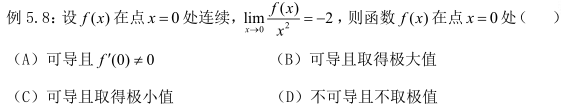 例 5.8：设 f(x) 在点 x=0 处连续，lim_{x→0} f(x)/x² = -2，则函数 f(x) 在点 x=0 处（　　）
（A）可导且 f′(0)≠0　　（B）可导且取得极大值
（C）可导且取得极小值　　（D）不可导且不取极值